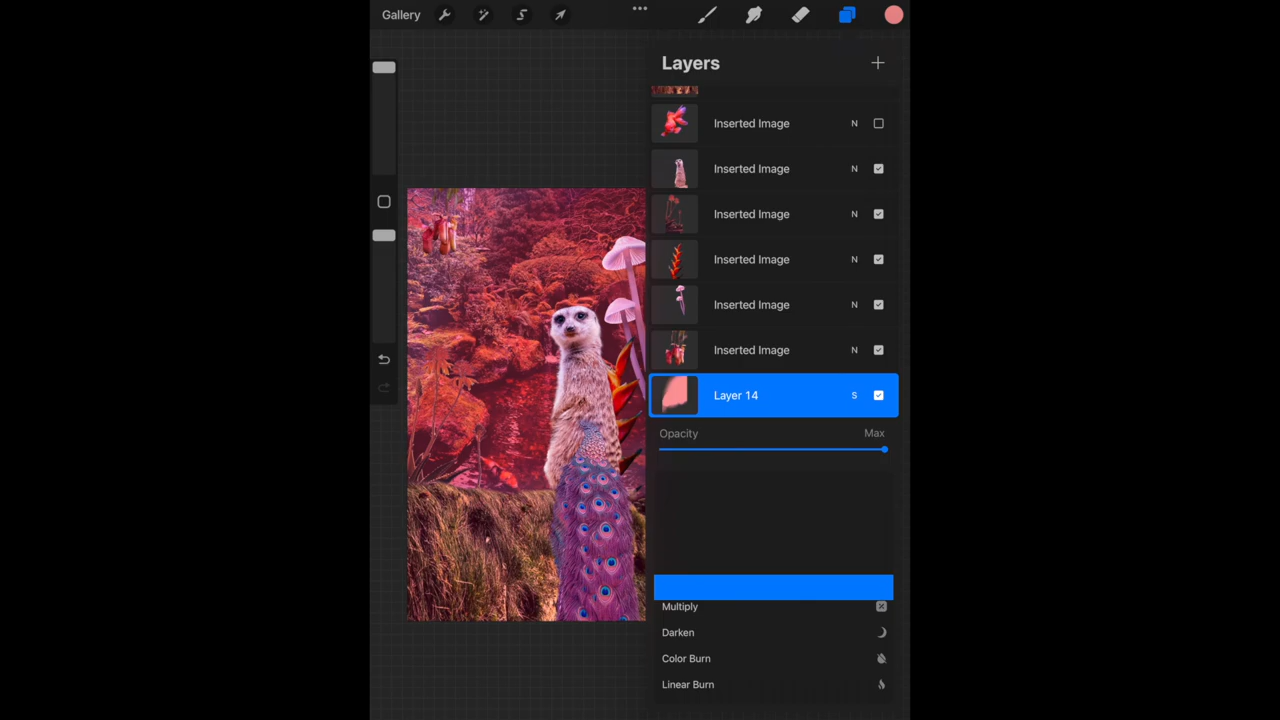 Gallery
Layers
Inserted Image N
Inserted Image N
Inserted Image N
Inserted Image N
Inserted Image N
Inserted Image N
Layer 14 S
Opacity Max
Multiply
Darken
Color Burn
Linear Burn